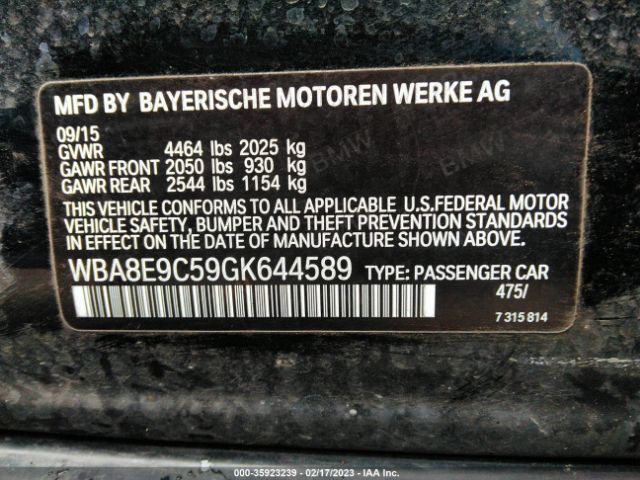 MFD BY BAYERISCHE MOTOREN WERKE AG
09/15
GVWR 4464 lbs 2025 kg
GAWR FRONT 2050 lbs 930 kg
GAWR REAR 2544 lbs 1154 kg
THIS VEHICLE CONFORMS TO ALL APPLICABLE U.S.FEDERAL MOTOR
VEHICLE SAFETY, BUMPER AND THEFT PREVENTION STANDARDS
IN EFFECT ON THE DATE OF MANUFACTURE SHOWN ABOVE.
WBA8E9C59GK644589 TYPE: PASSENGER CAR
475/
7 315 814
BMW
BMW
000-35923239 - 02/17/2023 - IAA Inc.